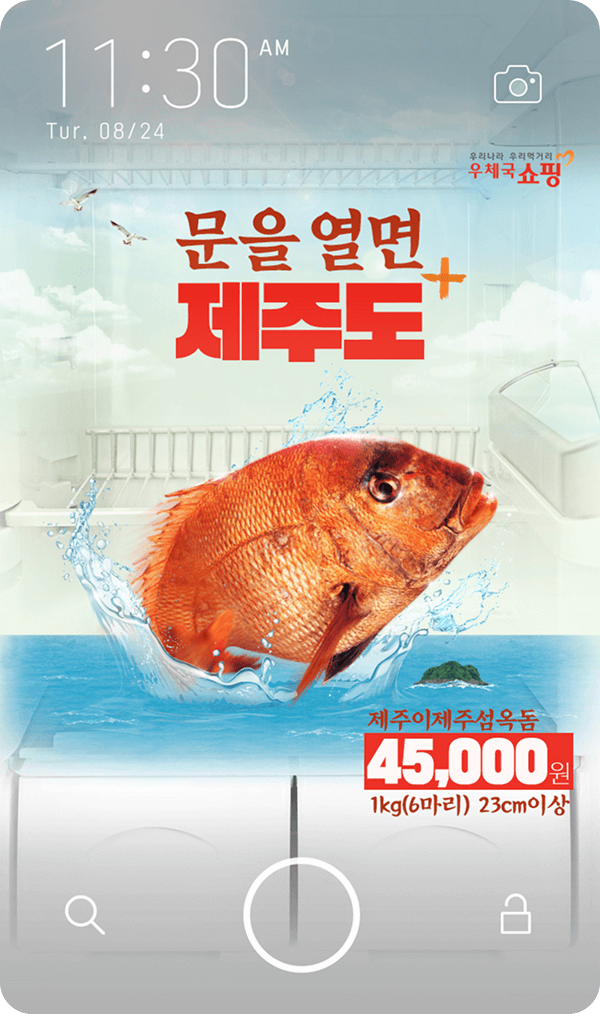 11:30 AM
Tur. 08/24
우리나라 우리먹거리
우체국쇼핑
문을 열면
제주도
제주이제주섬옥돔
45,000원
1kg(6마리) 23cm이상